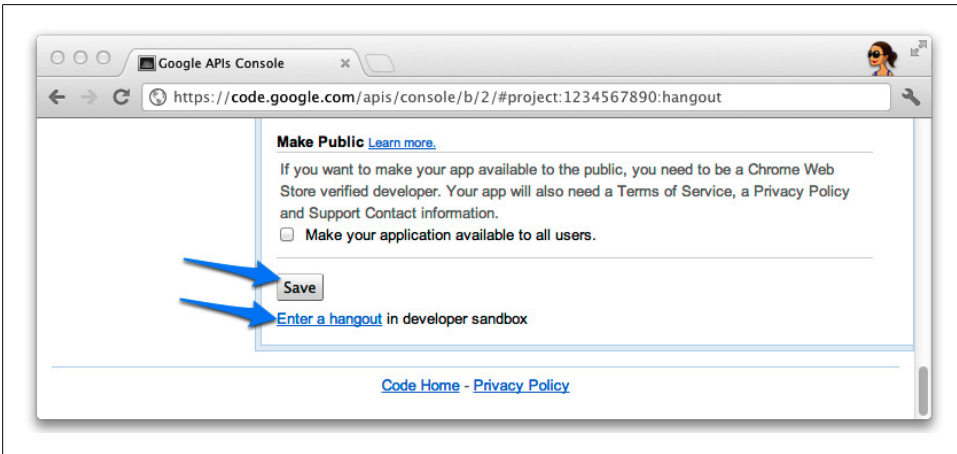 Google APIs Console
https://code.google.com/apis/console/b/2/#project:1234567890:hangout
Make Public Learn more.
If you want to make your app available to the public, you need to be a Chrome Web
Store verified developer. Your app will also need a Terms of Service, a Privacy Policy
and Support Contact information.
Make your application available to all users.
Save
Enter a hangout in developer sandbox
Code Home - Privacy Policy